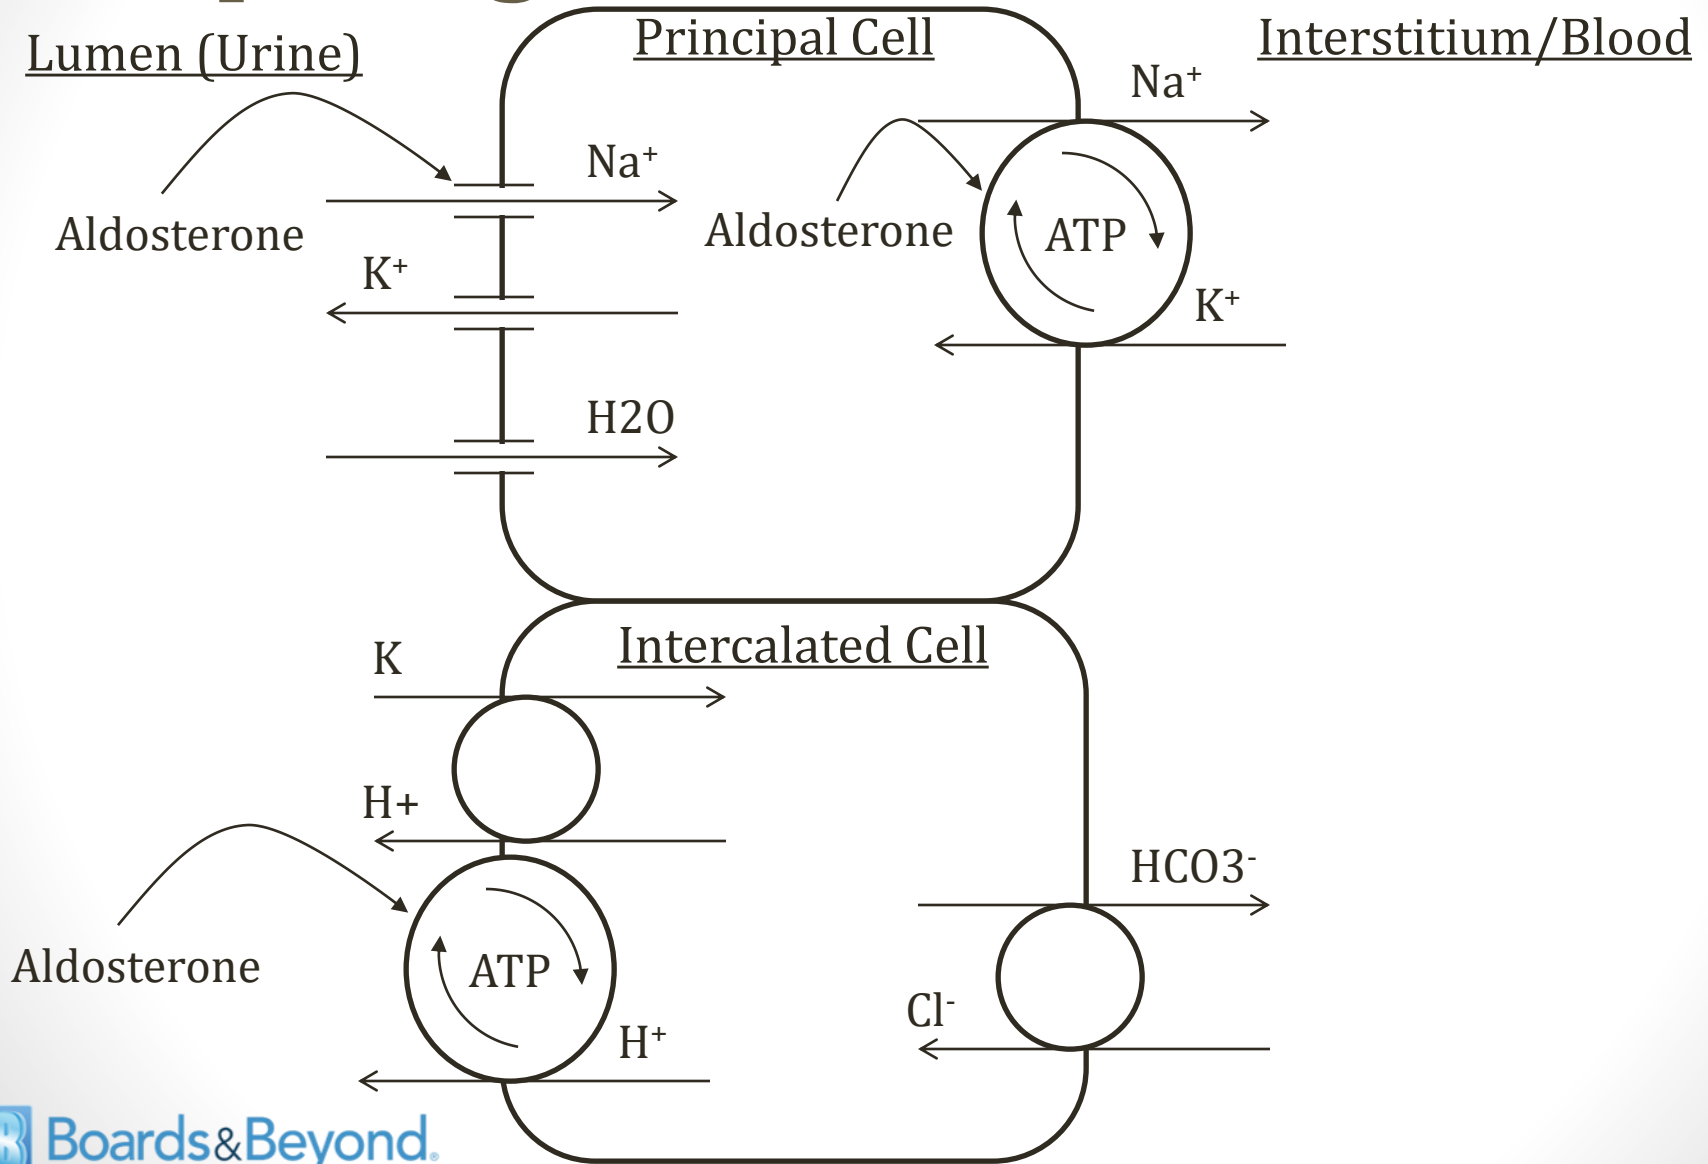 Lumen (Urine)
Principal Cell
Interstitium/Blood
Na⁺
Na⁺
Aldosterone
Aldosterone
ATP
K⁺
K⁺
H2O
Intercalated Cell
K
H+
HCO3⁻
Aldosterone
ATP
Cl⁻
H⁺
Boards&Beyond.